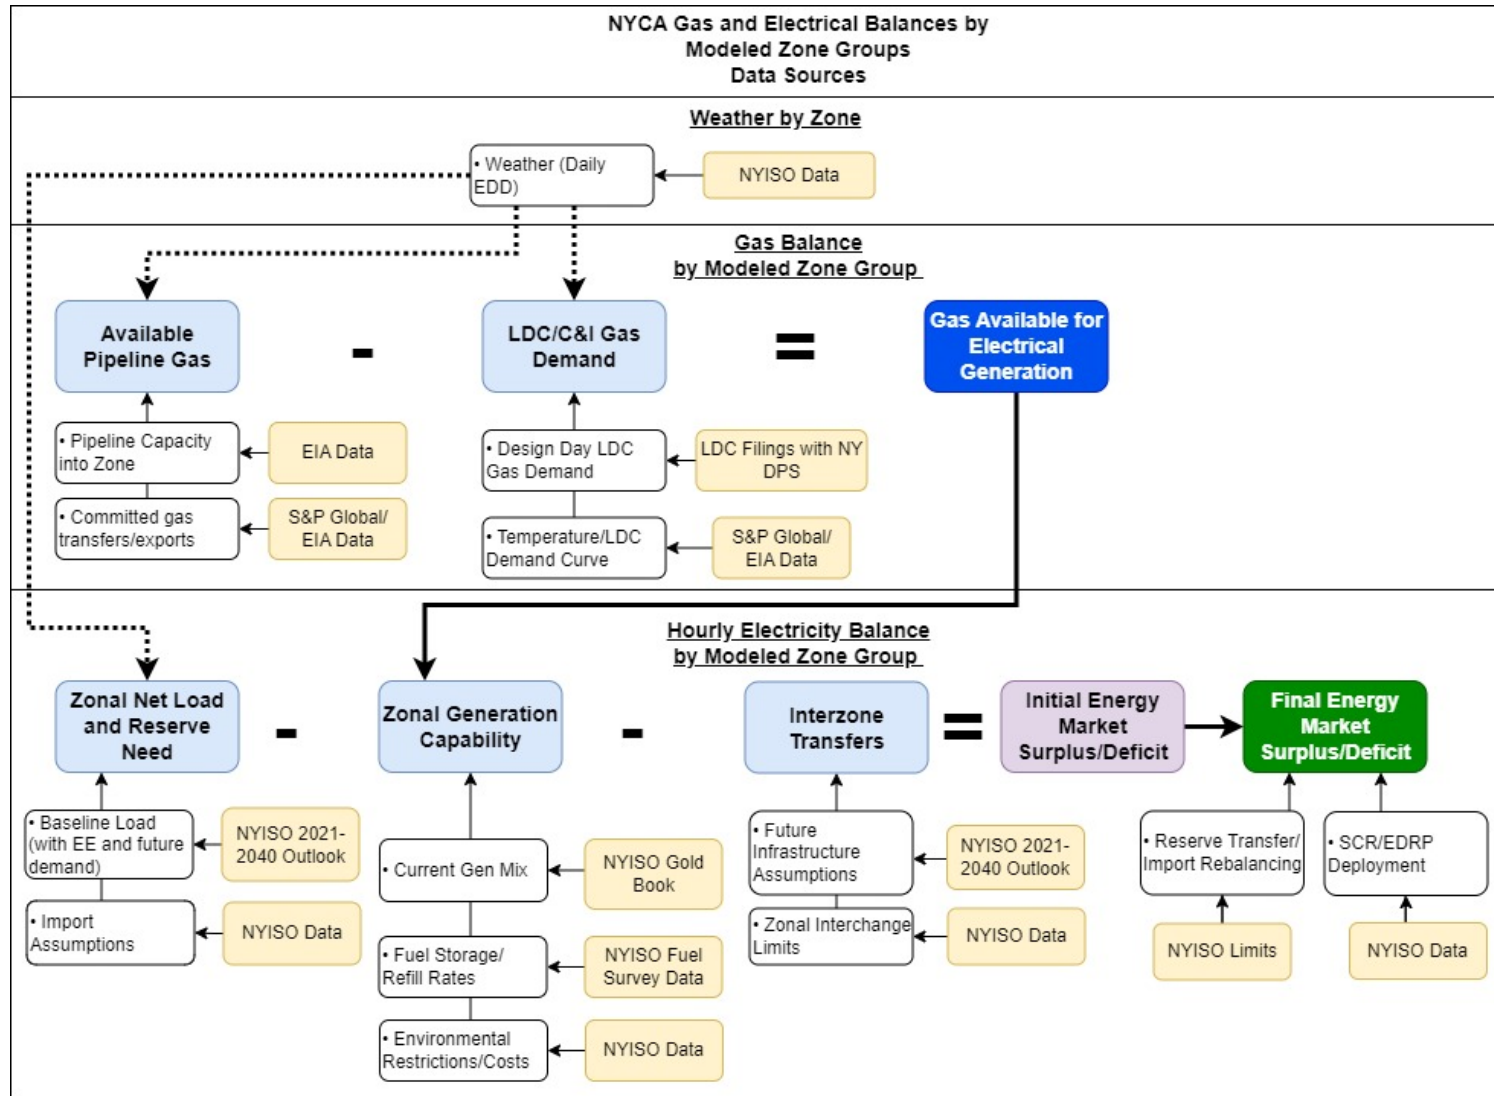 NYCA Gas and Electrical Balances by
Modeled Zone Groups
Data Sources
Weather by Zone
• Weather (Daily
EDD)
NYISO Data
Gas Balance
by Modeled Zone Group
Available
Pipeline Gas
-
LDC/C&I Gas
Demand
=
Gas Available for
Electrical
Generation
• Pipeline Capacity
into Zone
EIA Data
• Design Day LDC
Gas Demand
LDC Filings with NY
DPS
• Committed gas
transfers/exports
S&P Global/
EIA Data
• Temperature/LDC
Demand Curve
S&P Global/
EIA Data
Hourly Electricity Balance
by Modeled Zone Group
Zonal Net Load
and Reserve
Need
-
Zonal Generation
Capability
-
Interzone
Transfers
=
Initial Energy
Market
Surplus/Deficit
Final Energy
Market
Surplus/Deficit
• Baseline Load
(with EE and future
demand)
NYISO 2021-
2040 Outlook
• Import
Assumptions
NYISO Data
• Current Gen Mix
NYISO Gold
Book
• Fuel Storage/
Refill Rates
NYISO Fuel
Survey Data
• Environmental
Restrictions/Costs
NYISO Data
• Future
Infrastructure
Assumptions
NYISO 2021-
2040 Outlook
• Zonal Interchange
Limits
NYISO Data
• Reserve Transfer/
Import Rebalancing
NYISO Limits
• SCR/EDRP
Deployment
NYISO Data